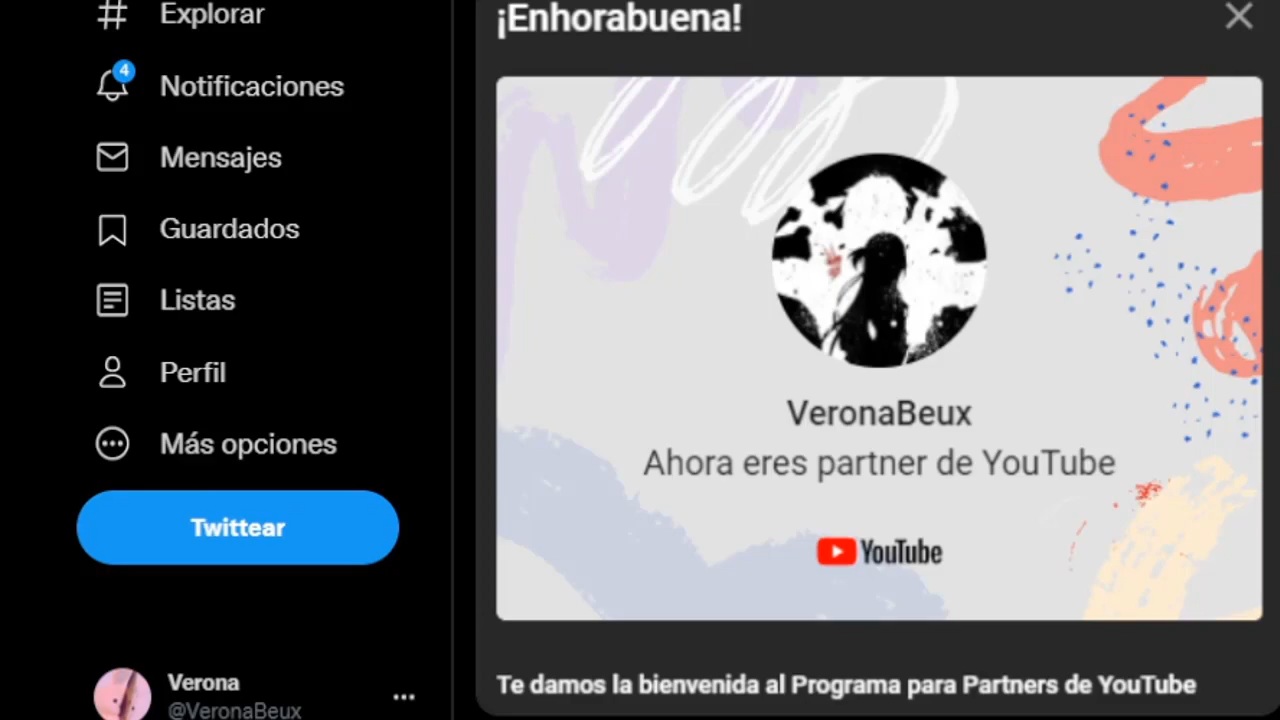 Explorar
4
Notificaciones
Mensajes
Guardados
Listas
Perfil
Más opciones
Twittear
Verona
@VeronaBeux
¡Enhorabuena!
VeronaBeux
Ahora eres partner de YouTube
YouTube
Te damos la bienvenida al Programa para Partners de YouTube